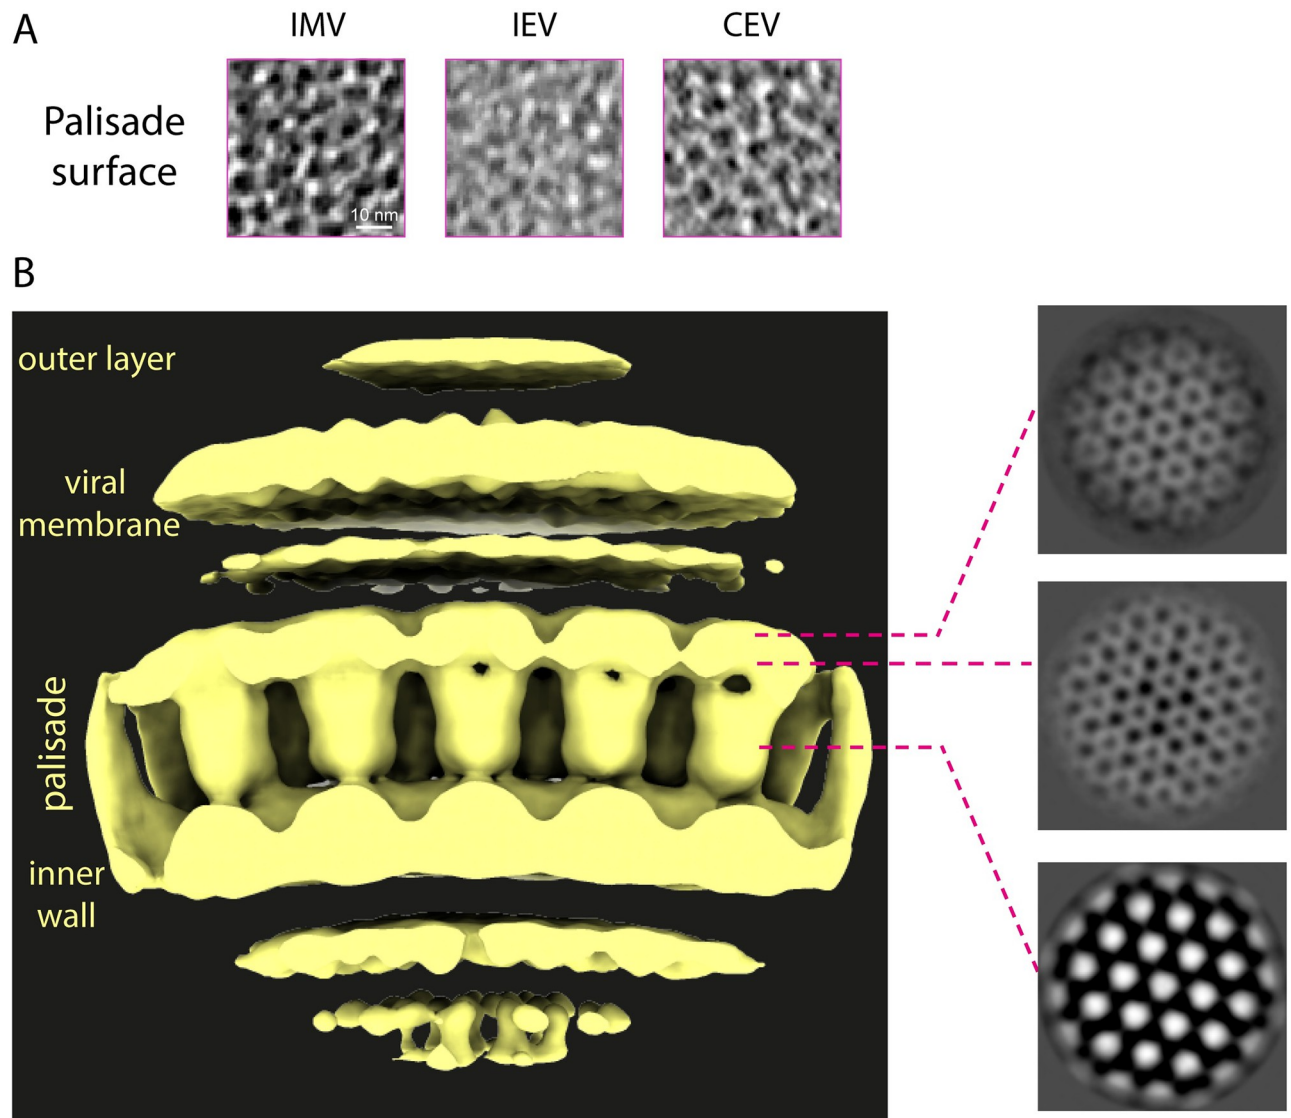 A
IMV
IEV
CEV
Palisade
surface
10 nm
B
outer layer
viral
membrane
palisade
inner
wall